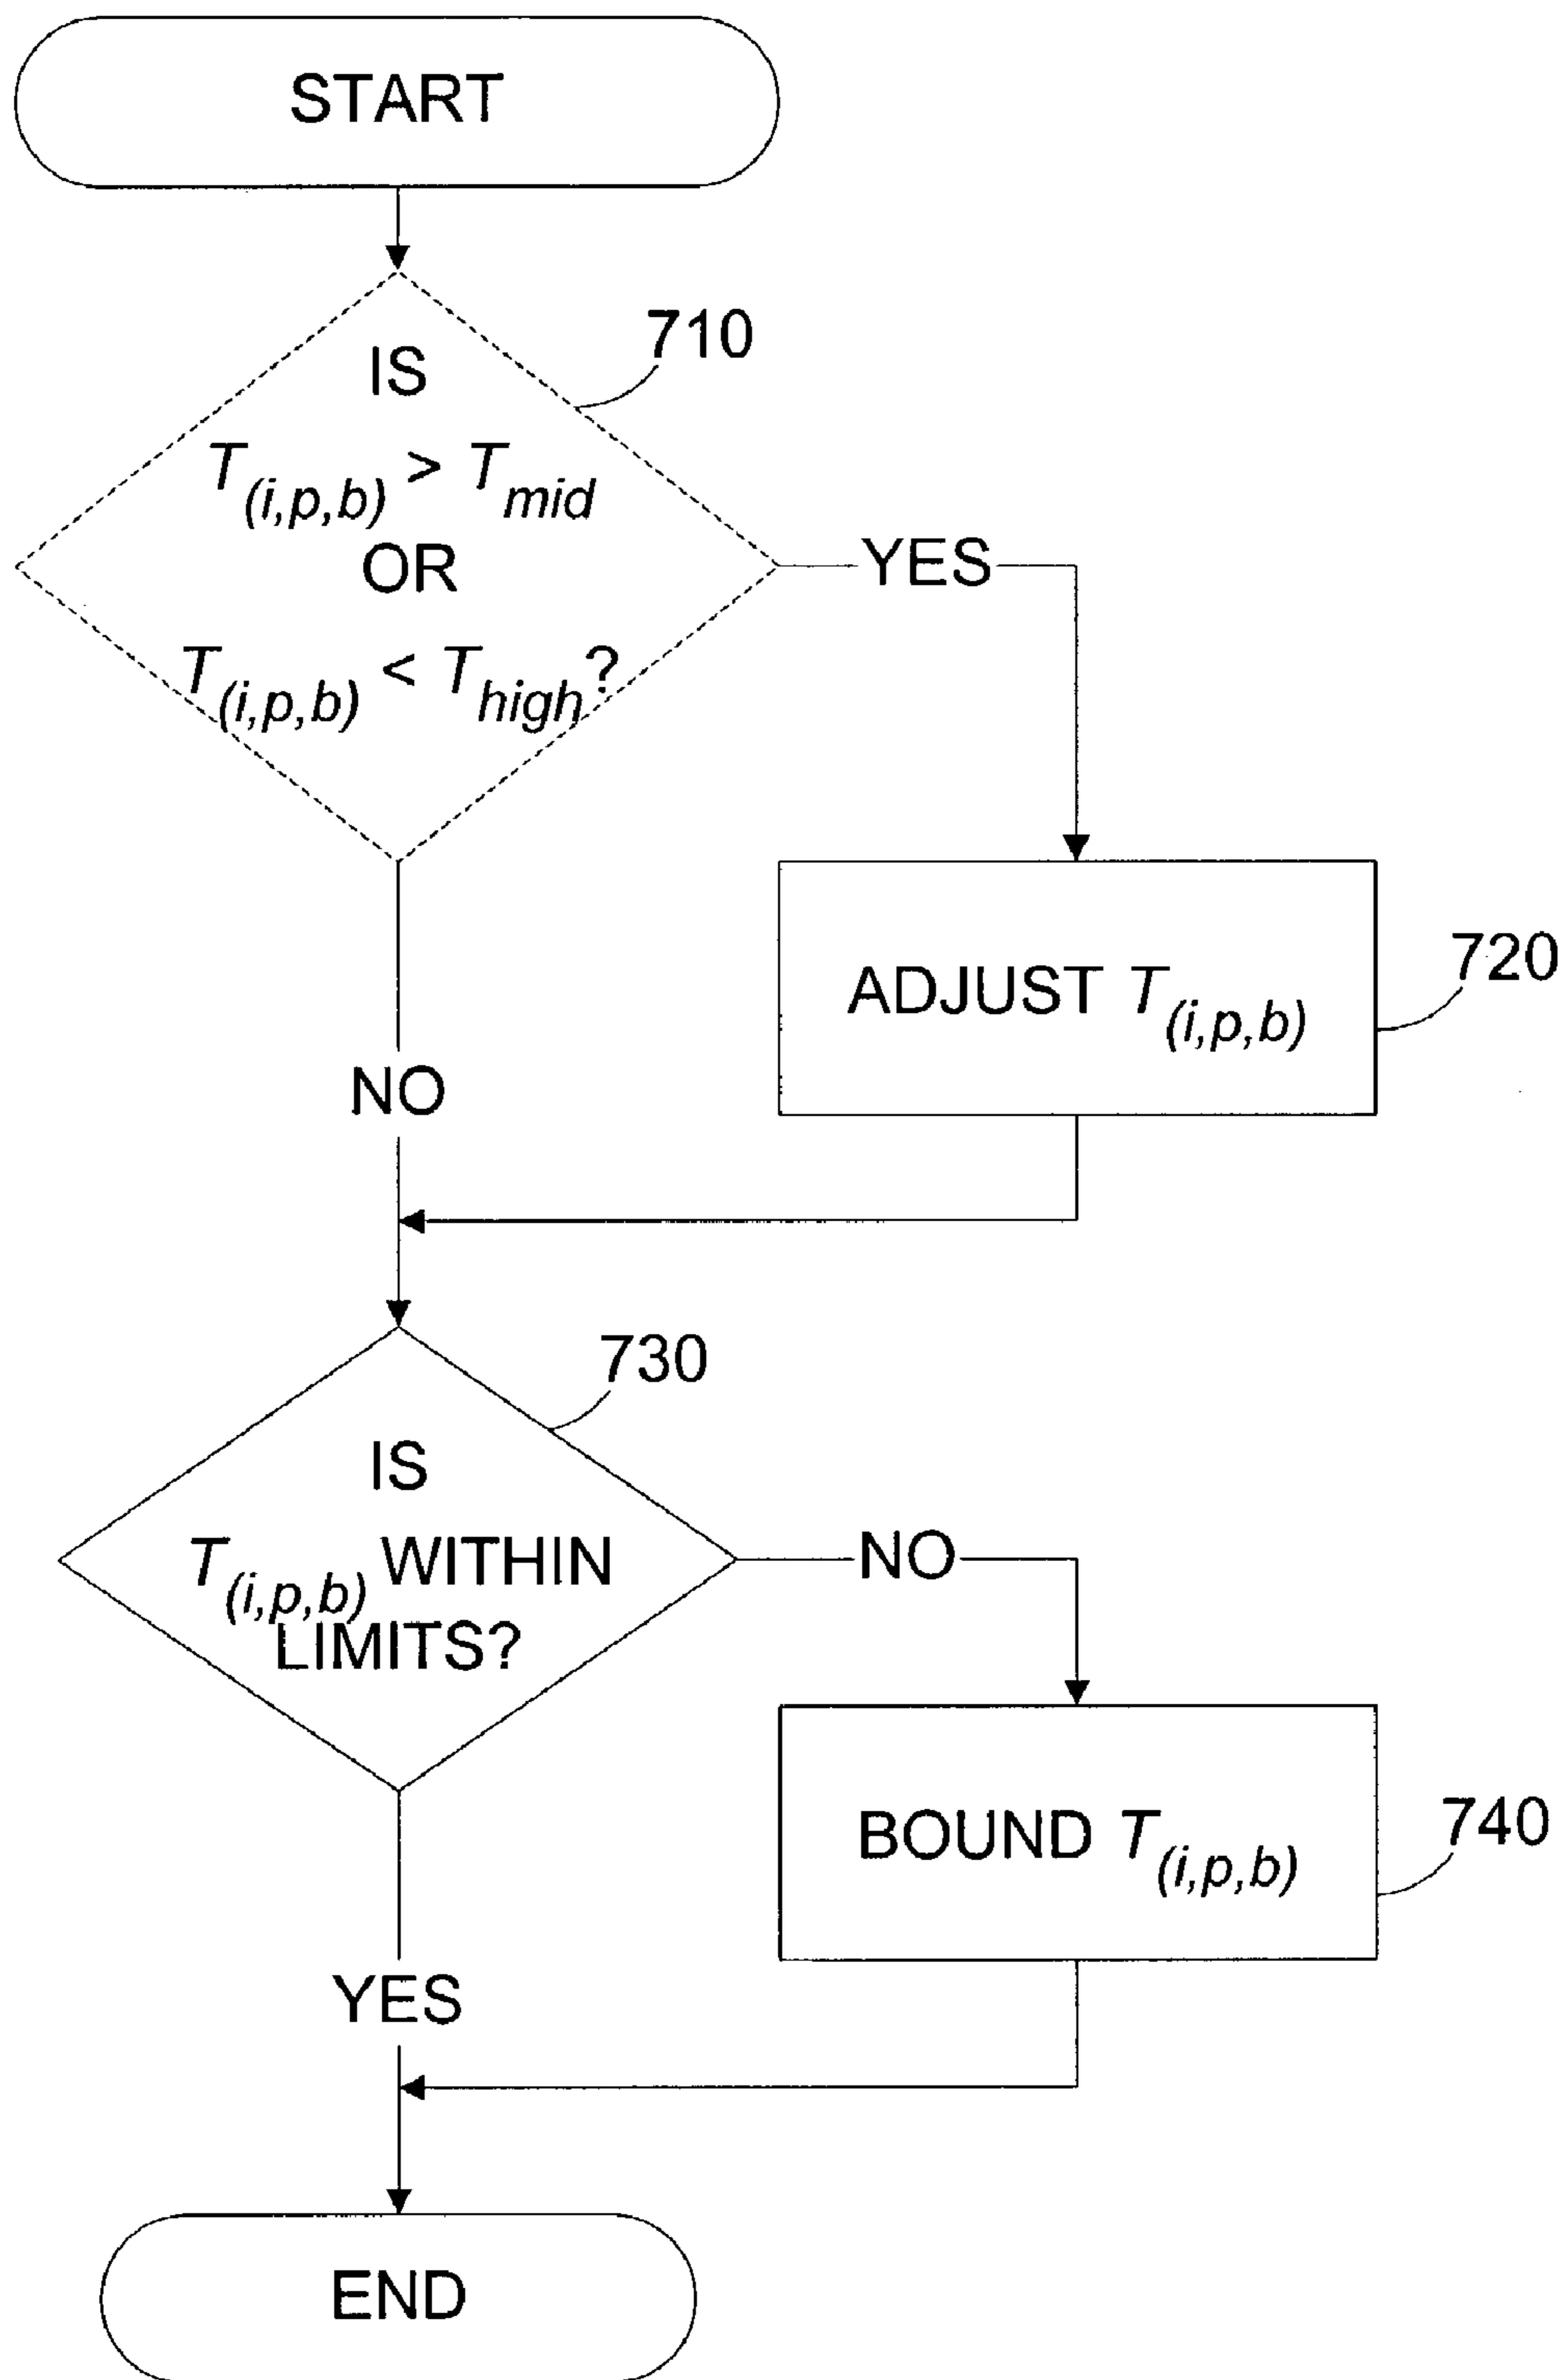 START
710
IS
T(i,p,b) > Tmid
OR
T(i,p,b) < Thigh?
YES
720
ADJUST T(i,p,b)
NO
730
IS
T(i,p,b) WITHIN
LIMITS?
NO
740
BOUND T(i,p,b)
YES
END